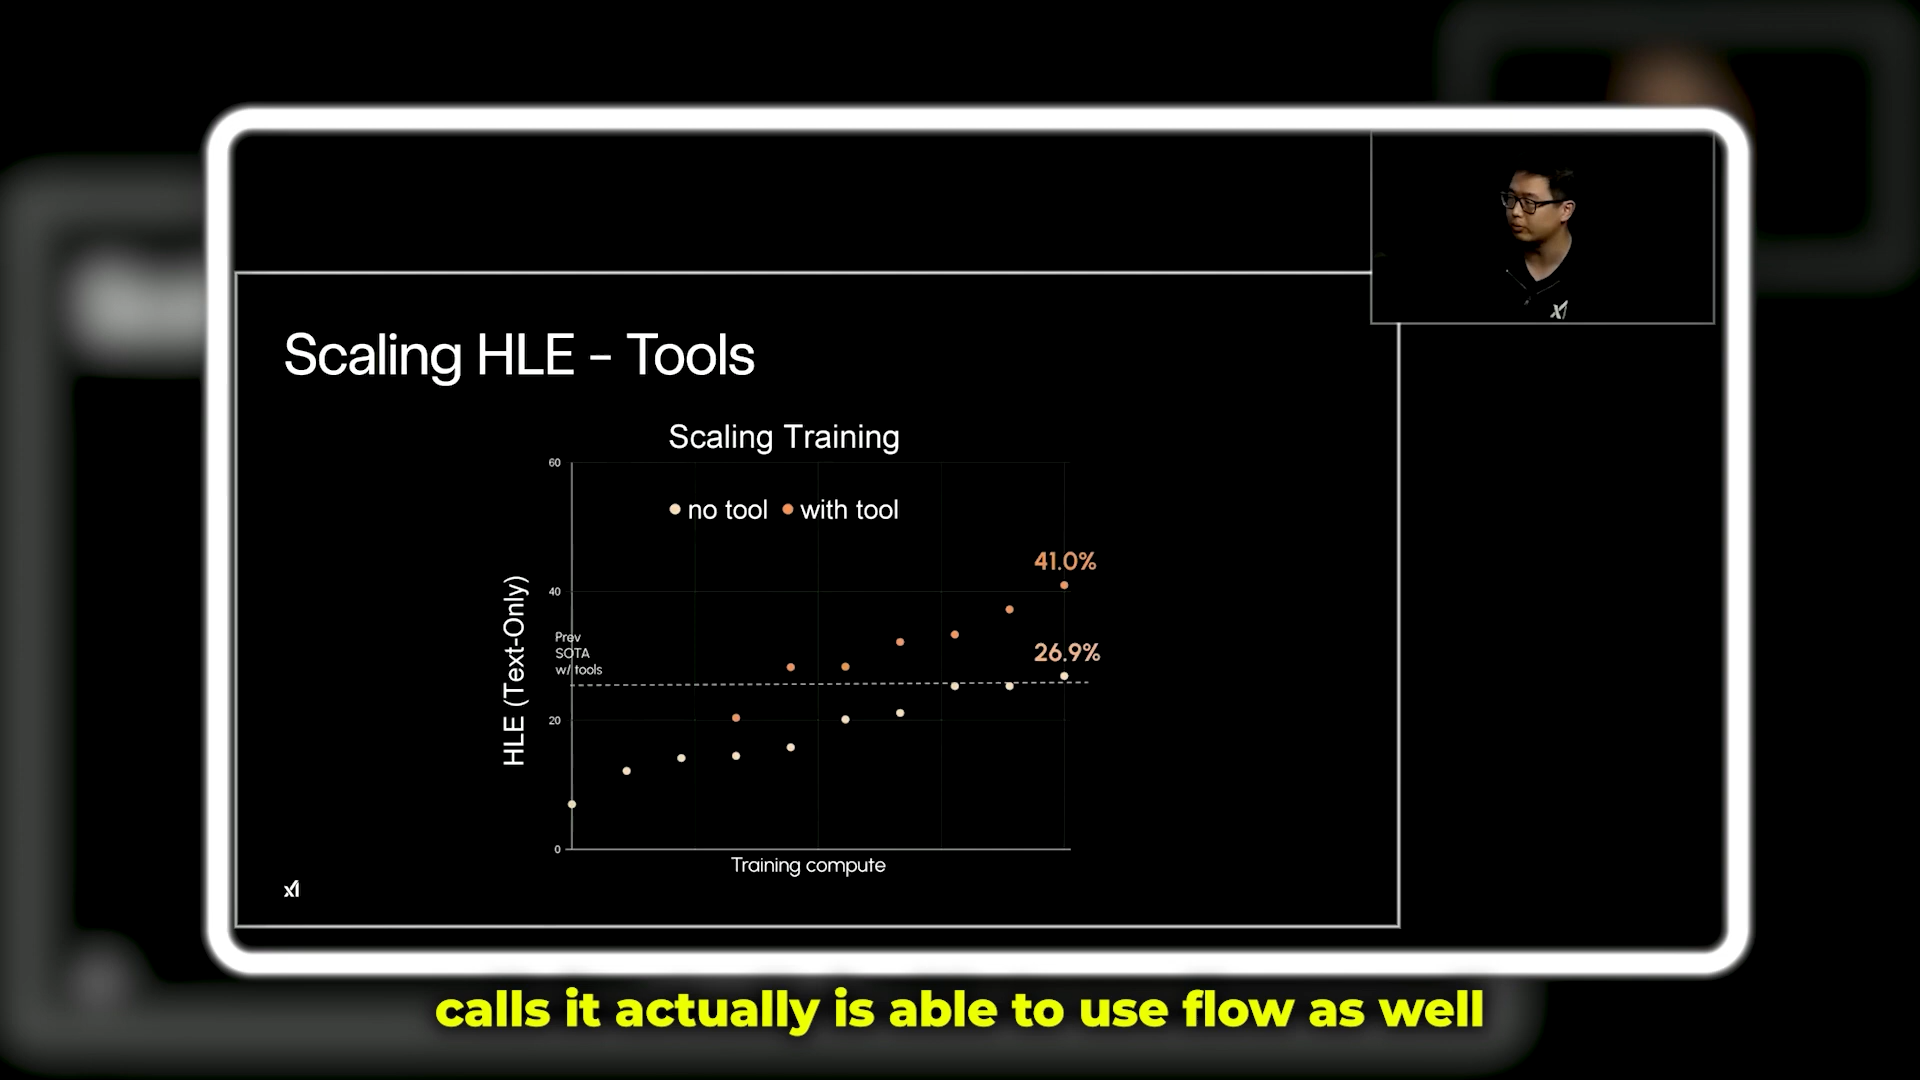 Scaling HLE – Tools
Scaling Training
60
no tool with tool
41.0%
40
HLE (Text-Only)
Prev
SOTA
w/ tools
26.9%
20
0
Training compute
calls it actually is able to use flow as well